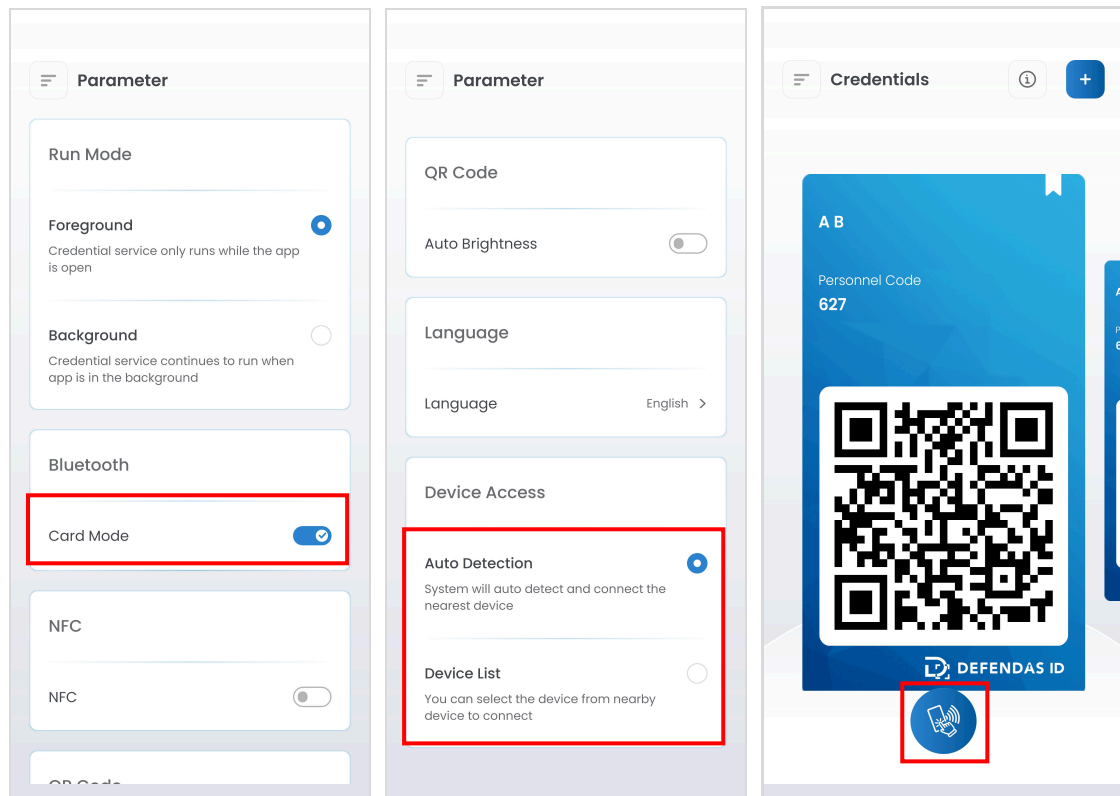 Parameter
Run Mode
Foreground
Credential service only runs while the app
is open
Background
Credential service continues to run when
app is in the background
Bluetooth
Card Mode
NFC
NFC
QR Code
Parameter
QR Code
Auto Brightness
Language
Language
English
Device Access
Auto Detection
System will auto detect and connect the
nearest device
Device List
You can select the device from nearby
device to connect
Credentials
A B
Personnel Code
627
DEFENDAS ID